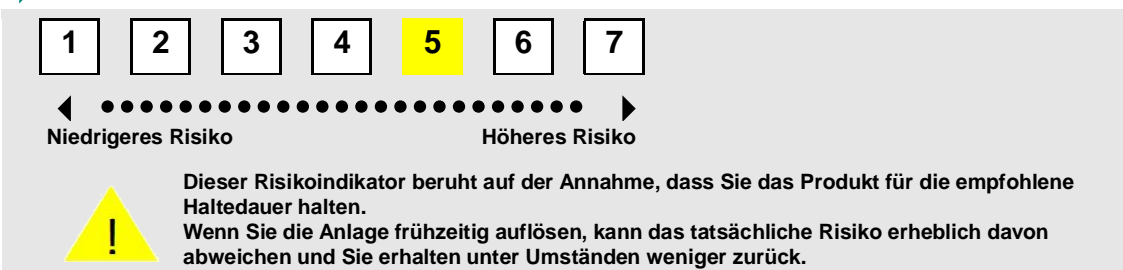 1 2 3 4 5 6 7
Niedrigeres Risiko Höheres Risiko
Dieser Risikoindikator beruht auf der Annahme, dass Sie das Produkt für die empfohlene
Haltedauer halten.
! Wenn Sie die Anlage frühzeitig auflösen, kann das tatsächliche Risiko erheblich davon
abweichen und Sie erhalten unter Umständen weniger zurück.